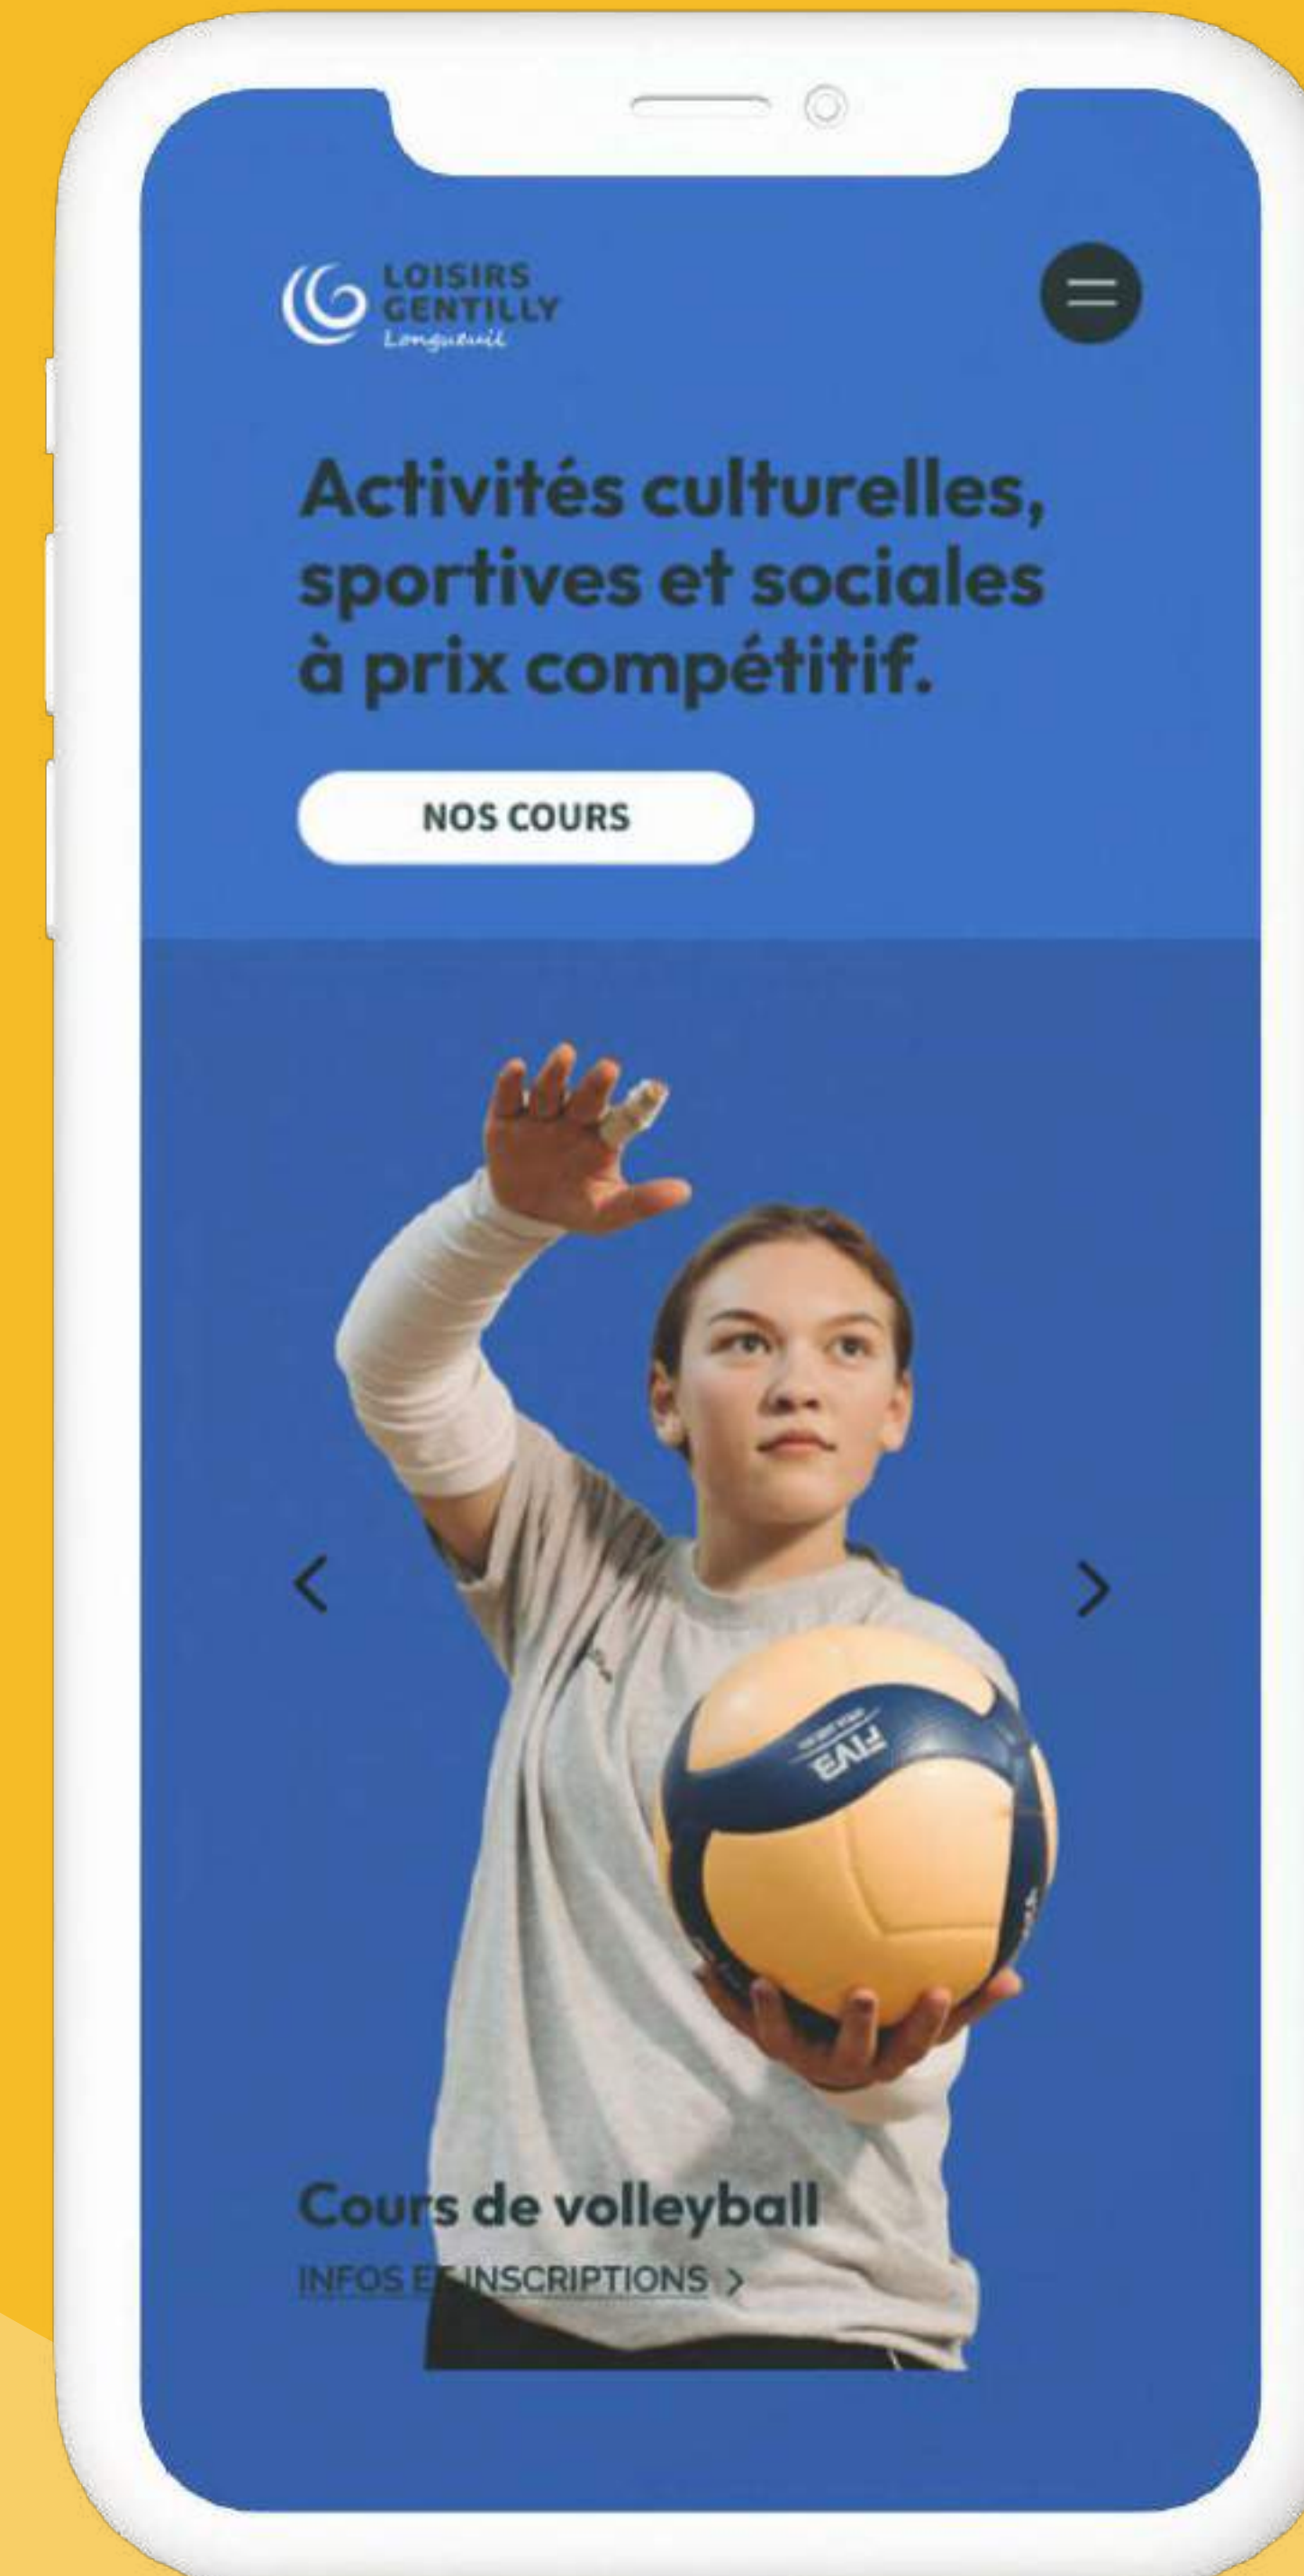 LOISIRS
GENTILLY
Longueuil
Activités culturelles,
sportives et sociales
à prix compétitif.
NOS COURS
FIVB
Cours de volleyball
INFOS ET INSCRIPTIONS >